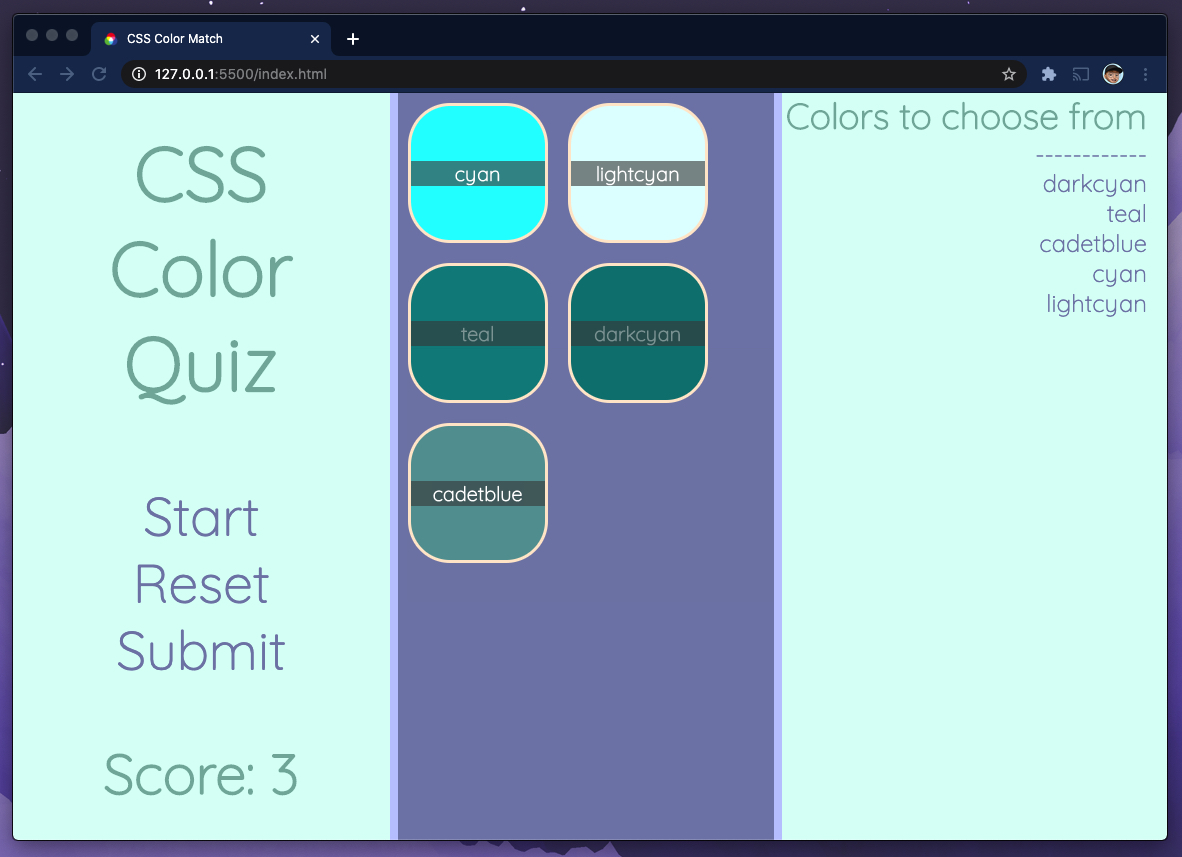 CSS Color Match
127.0.0.1:5500/index.html
CSS
Color
Quiz
Start
Reset
Submit
Score: 3
cyan
lightcyan
teal
darkcyan
cadetblue
Colors to choose from
------------
darkcyan
teal
cadetblue
cyan
lightcyan